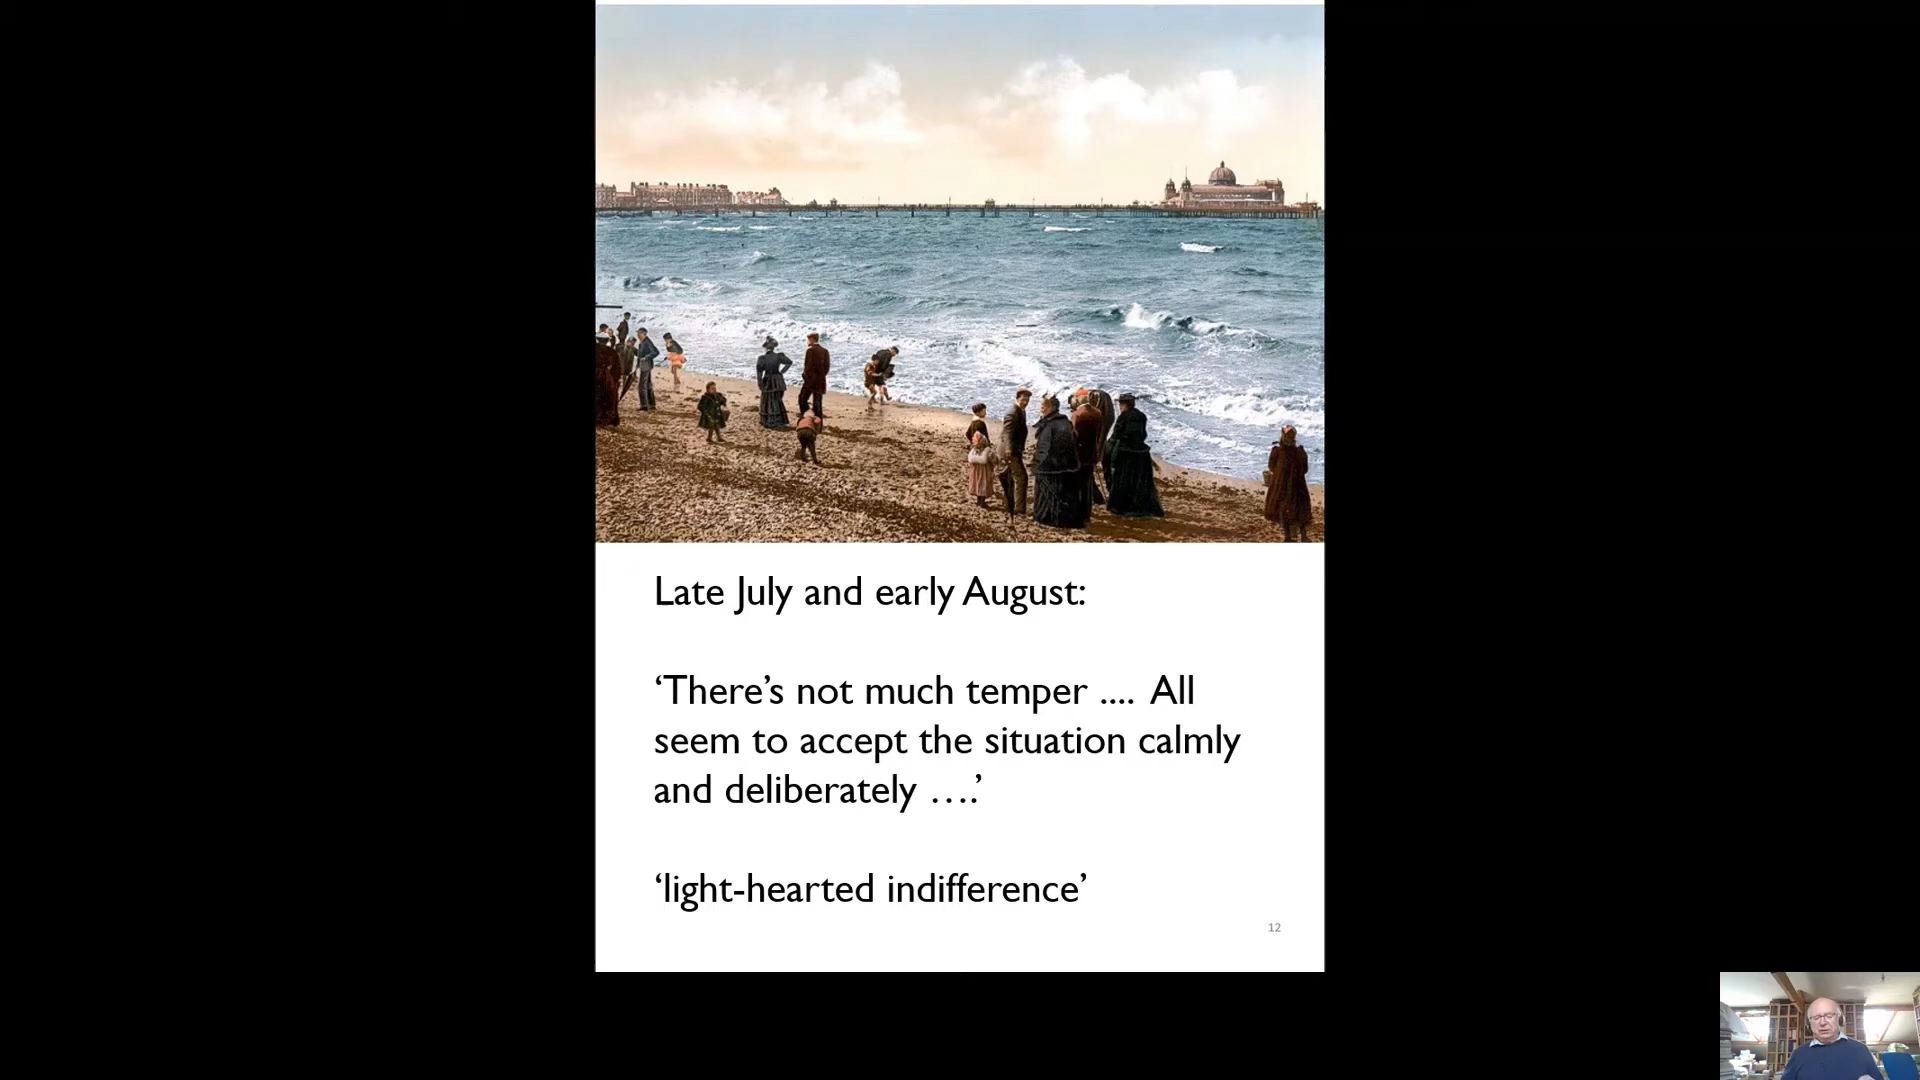 Late July and early August:
‘There’s not much temper .... All
seem to accept the situation calmly
and deliberately ….’
‘light-hearted indifference’
12